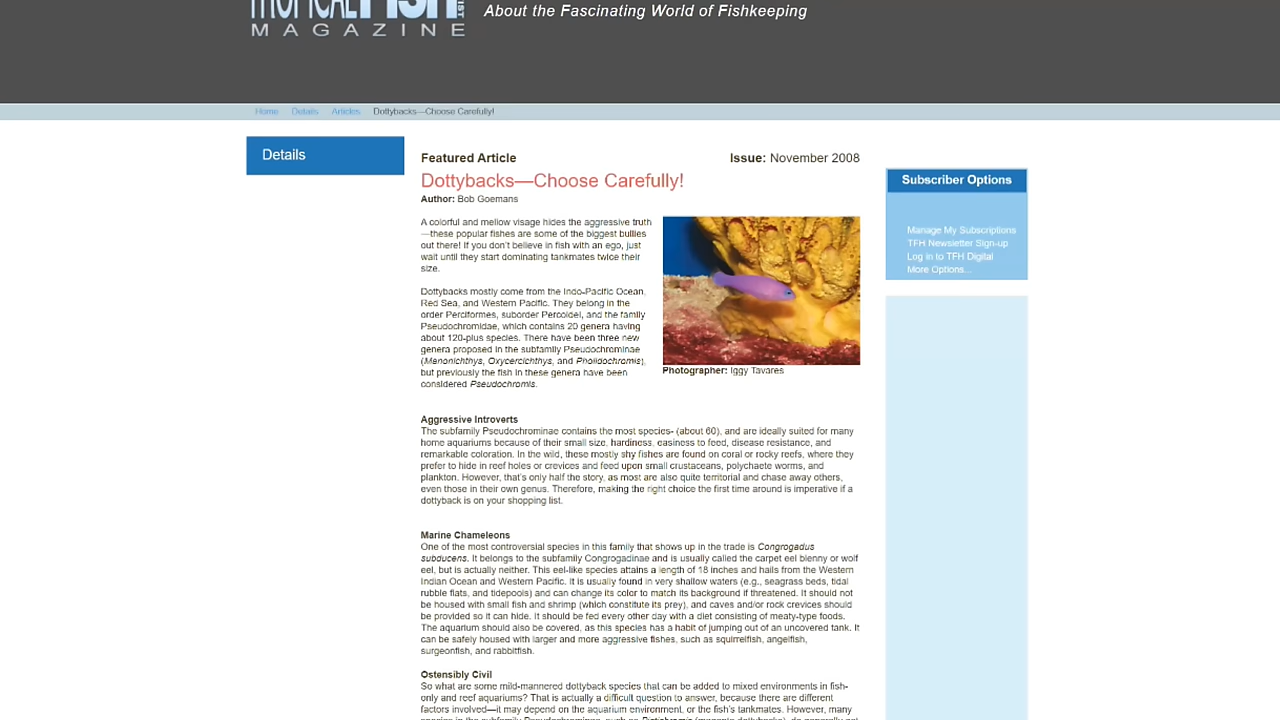 TROPICAL FISH
MAGAZINE
About the Fascinating World of Fishkeeping
Home Details Articles Dottybacks—Choose Carefully!
Details
Featured Article
Issue: November 2008
Dottybacks—Choose Carefully!
Author: Bob Goemans
A colorful and mellow visage hides the aggressive truth
—these popular fishes are some of the biggest bullies
out there! If you don't believe in fish with an ego, just
wait until they start dominating tankmates twice their
size.
Dottybacks mostly come from the Indo-Pacific Ocean,
Red Sea, and Western Pacific. They belong in the
order Perciformes, suborder Percoidei, and the family
Pseudochromidae, which contains 20 genera having
about 120-plus species. There have been three new
genera proposed in the subfamily Pseudochrominae
(Manonichthys, Oxycercichthys, and Pholidochromis),
but previously the fish in these genera have been
considered Pseudochromis.
Photographer: Iggy Tavares
Aggressive Introverts
The subfamily Pseudochrominae contains the most species- (about 60), and are ideally suited for many
home aquariums because of their small size, hardiness, easiness to feed, disease resistance, and
remarkable coloration. In the wild, these mostly shy fishes are found on coral or rocky reefs, where they
prefer to hide in reef holes or crevices and feed upon small crustaceans, polychaete worms, and
plankton. However, that's only half the story, as most are also quite territorial and chase away others,
even those in their own genus. Therefore, making the right choice the first time around is imperative if a
dottyback is on your shopping list.
Marine Chameleons
One of the most controversial species in this family that shows up in the trade is Congrogadus
subducens. It belongs to the subfamily Congrogadinae and is usually called the carpet eel blenny or wolf
eel, but is actually neither. This eel-like species attains a length of 18 inches and hails from the Western
Indian Ocean and Western Pacific. It is usually found in very shallow waters (e.g., seagrass beds, tidal
rubble flats, and tidepools) and can change its color to match its background if threatened. It should not
be housed with small fish and shrimp (which constitute its prey), and caves and/or rock crevices should
be provided so it can hide. It should be fed every other day with a diet consisting of meaty-type foods.
The aquarium should also be covered, as this species has a habit of jumping out of an uncovered tank. It
can be safely housed with larger and more aggressive fishes, such as squirrelfish, angelfish,
surgeonfish, and rabbitfish.
Ostensibly Civil
So what are some mild-mannered dottyback species that can be added to mixed environments in fish-
only and reef aquariums? That is actually a difficult question to answer, because there are different
factors involved—it may depend on the aquarium environment, or the fish's tankmates. However, many
Subscriber Options
Manage My Subscriptions
TFH Newsletter Sign-up
Log in to TFH Digital
More Options...